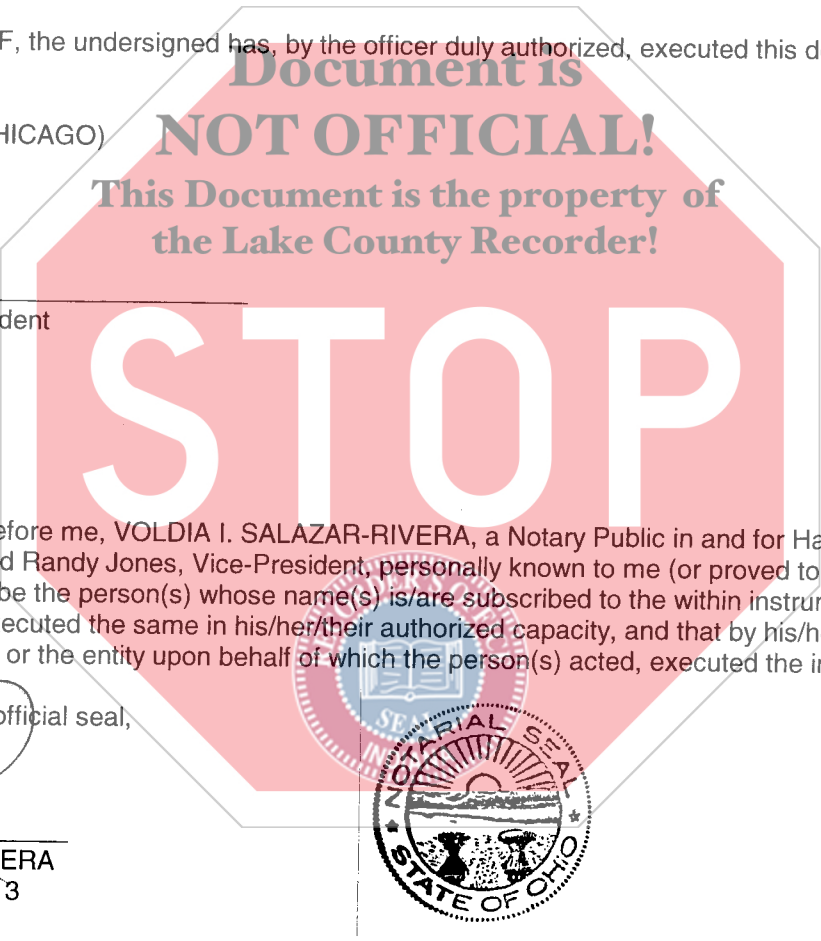 F, the undersigned has, by the officer duly authorized, executed this d
Document is
HICAGO)
NOT OFFICIAL!
This Document is the property of
the Lake County Recorder!
dent
STOP
efore me, VOLDIA I. SALAZAR-RIVERA, a Notary Public in and for Ha
d Randy Jones, Vice-President, personally known to me (or proved to
be the person(s) whose name(s) is/are subscribed to the within instrur
ecuted the same in his/her/their authorized capacity, and that by his/h
or the entity upon behalf of which the person(s) acted, executed the in
official seal,
SEAL
NOTARIAL SEAL
STATE OF OHIO
ERA
3